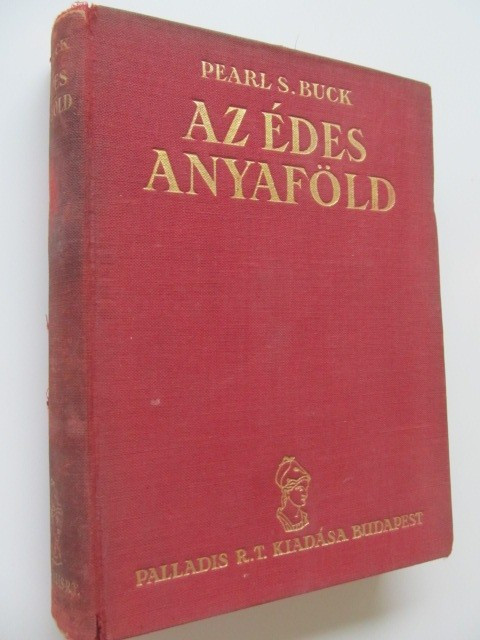 PEARL S. BUCK
AZ ÉDES
ANYAFÖLD
PALLADIS R.T. KIADÁSA BUDAPEST